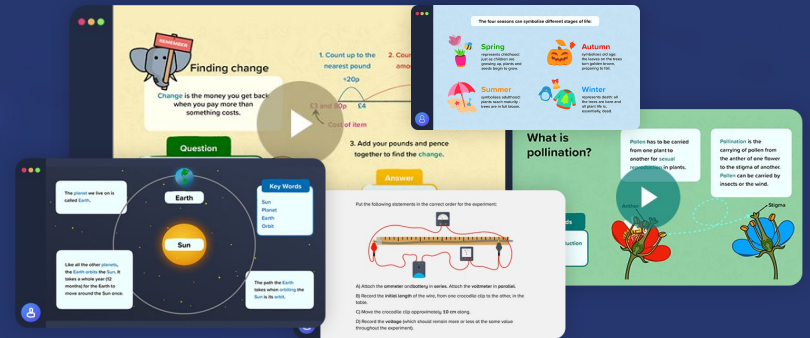 REMEMBER
Finding change
Change is the money you get back
when you pay more than
something costs.
Question
1. Count up to the
nearest pound
+20p
£4
Cost of item
2.
3. Add your pounds and pence
together to find the change.
Answer
The four seasons can symbolise different stages of life:
Spring
represents childhood:
just as children are
growing up, plants and
seeds begin to grow.
Autumn
symbolises old age:
the leaves on the trees
turn golden brown,
preparing to fall.
Summer
symbolises adulthood:
plants reach maturity -
trees are in full bloom.
Winter
represents death: all
the trees are bare and
all plant life is,
essentially, dead.
What is
pollination?
Pollen has to be carried
from one plant to
another for sexual
reproduction in plants.
Pollination is the
carrying of pollen from
the anther of one flower
to the stigma of another.
Pollen can be carried by
insects or the wind.
Anther
Stigma
The planet we live on is
called Earth.
Earth
Sun
Key Words
Sun
Planet
Earth
Orbit
Like all the other planets,
the Earth orbits the Sun. It
takes a whole year (12
months) for the Earth to
move around the Sun once.
The path the Earth
takes when orbiting the
Sun is its orbit.
Put the following statements in the correct order for the experiment:
A) Attach the ammeter and battery in series. Attach the voltmeter in parallel.
B) Record the initial length of the wire, from one crocodile clip to the other, in the
table.
C) Move the crocodile clip approximately 10 cm along.
D) Record the voltage (which should remain more or less at the same value
throughout the experiment).